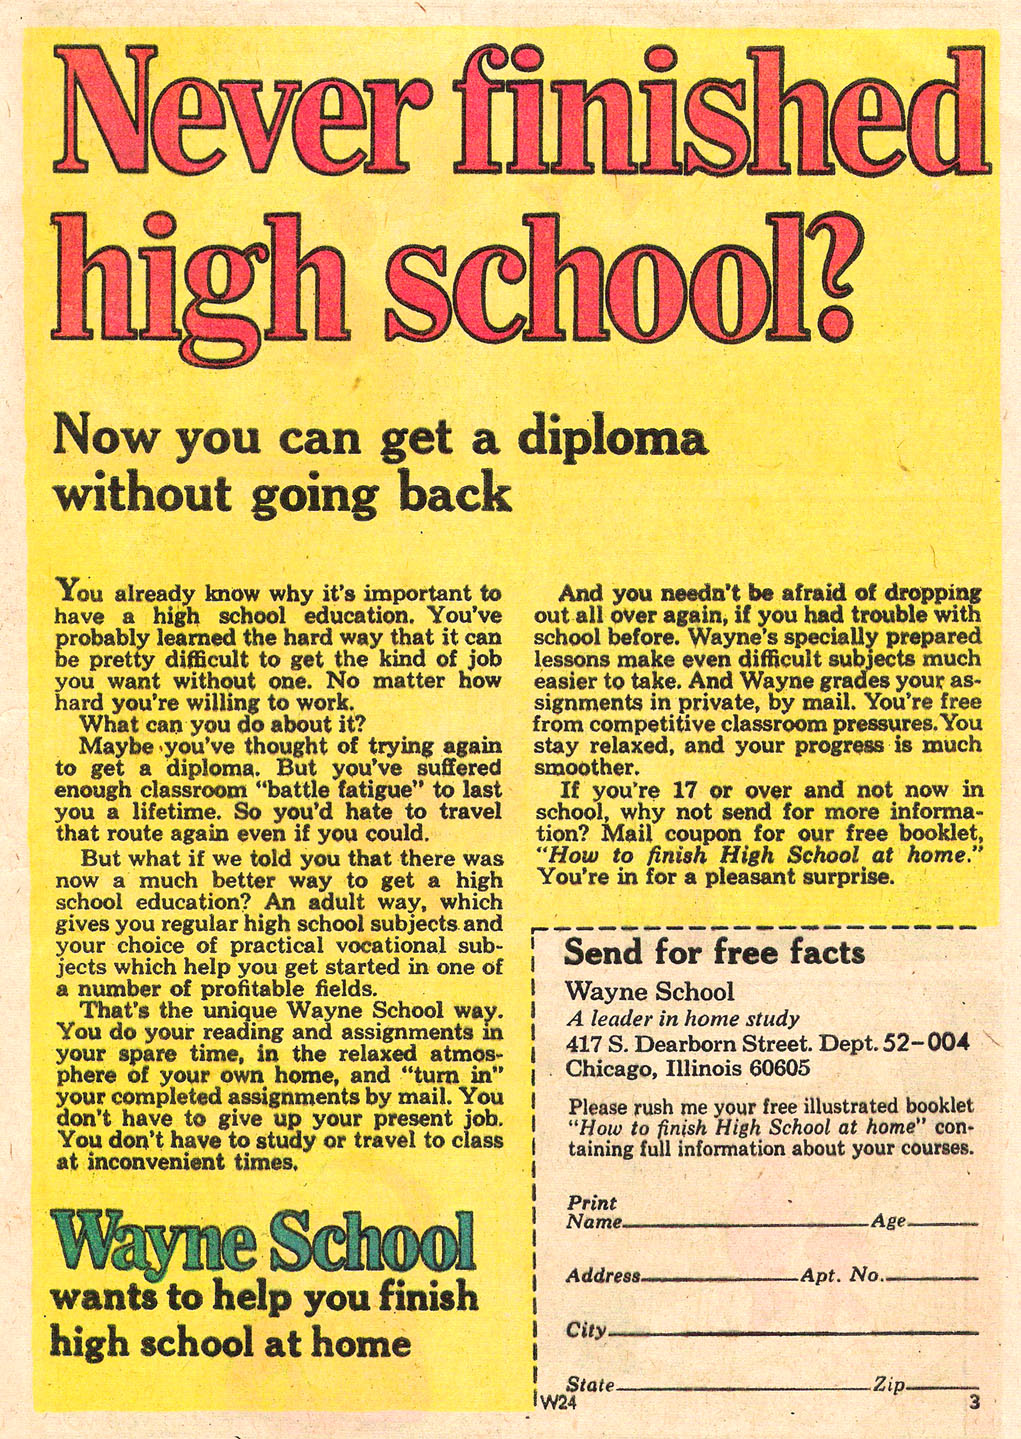 Never finished
high school?
Now you can get a diploma
without going back
You already know why it's important to
have a high school education. You've
probably learned the hard way that it can
be pretty difficult to get the kind of job
you want without one. No matter how
hard you're willing to work.
What can you do about it?
Maybe you've thought of trying again
to get a diploma. But you've suffered
enough classroom "battle fatigue" to last
you a lifetime. So you'd hate to travel
that route again even if you could.
But what if we told you that there was
now a much better way to get a high
school education? An adult way, which
gives you regular high school subjects and
your choice of practical vocational sub-
jects which help you get started in one of
a number of profitable fields.
That's the unique Wayne School way.
You do your reading and assignments in
your spare time, in the relaxed atmos-
phere of your own home, and "turn in"
your completed assignments by mail. You
don't have to give up your present job.
You don't have to study or travel to class
at inconvenient times.
Wayne School
wants to help you finish
high school at home
And you needn't be afraid of dropping
out all over again, if you had trouble with
school before. Wayne's specially prepared
lessons make even difficult subjects much
easier to take. And Wayne grades your as-
signments in private, by mail. You're free
from competitive classroom pressures. You
stay relaxed, and your progress is much
smoother.
If you're 17 or over and not now in
school, why not send for more informa-
tion? Mail coupon for our free booklet,
"How to finish High School at home."
You're in for a pleasant surprise.
Send for free facts
Wayne School
A leader in home study
417 S. Dearborn Street. Dept. 52-004
Chicago, Illinois 60605
Please rush me your free illustrated booklet
"How to finish High School at home" con-
taining full information about your courses.
Print
Name Age
Address Apt. No.
City
State Zip
W24 3